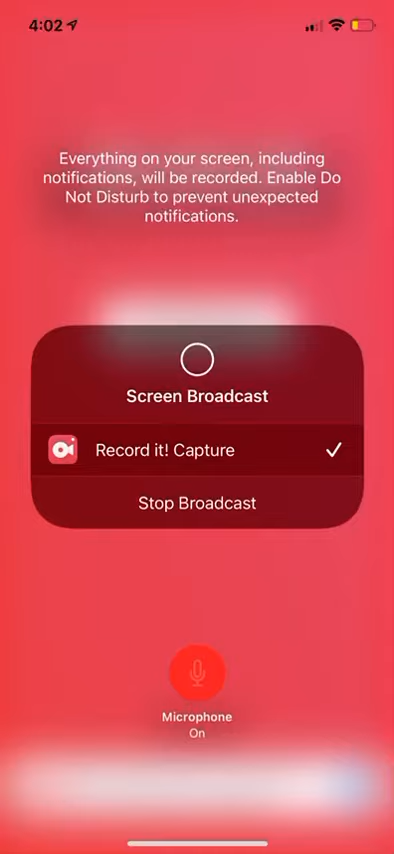 4:02
Everything on your screen, including
notifications, will be recorded. Enable Do
Not Disturb to prevent unexpected
notifications.
Screen Broadcast
Record it! Capture
Stop Broadcast
Microphone
On